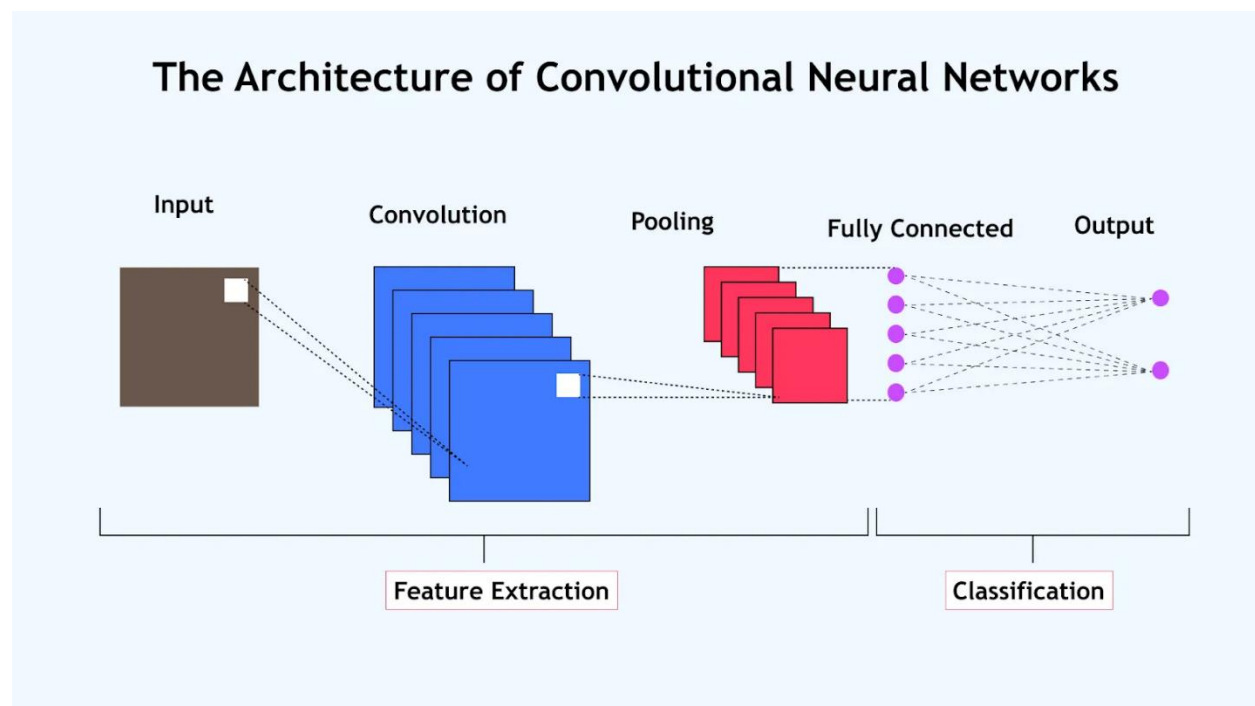 The Architecture of Convolutional Neural Networks
Input
Convolution
Pooling
Fully Connected
Output
Feature Extraction
Classification